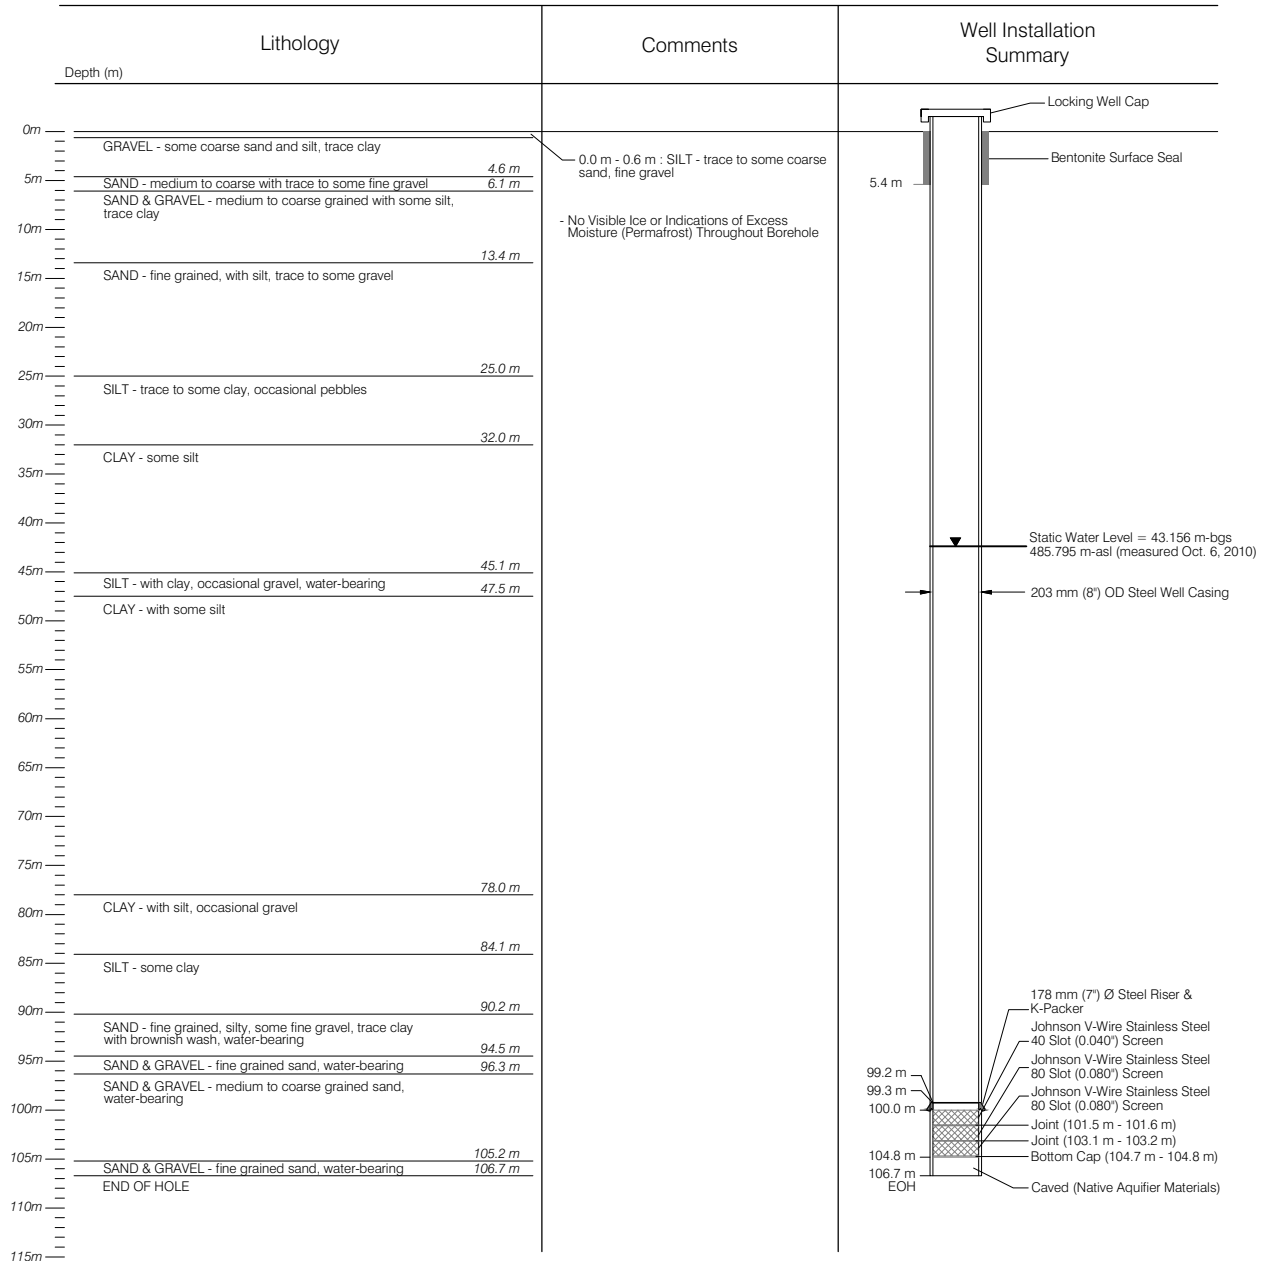 Lithology
Comments
Well Installation
Summary
Depth (m)
Locking Well Cap
0m
GRAVEL - some coarse sand and silt, trace clay
0.0 m - 0.6 m : SILT - trace to some coarse
sand, fine gravel
Bentonite Surface Seal
4.6 m
5m
SAND - medium to coarse with trace to some fine gravel
6.1 m
5.4 m
SAND & GRAVEL - medium to coarse grained with some silt,
trace clay
- No Visible Ice or Indications of Excess
Moisture (Permafrost) Throughout Borehole
10m
13.4 m
15m
SAND - fine grained, with silt, trace to some gravel
20m
25.0 m
25m
SILT - trace to some clay, occasional pebbles
30m
32.0 m
CLAY - some silt
35m
40m
Static Water Level = 43.156 m-bgs
485.795 m-asl (measured Oct. 6, 2010)
45.1 m
45m
SILT - with clay, occasional gravel, water-bearing
47.5 m
203 mm (8") OD Steel Well Casing
CLAY - with some silt
50m
55m
60m
65m
70m
75m
78.0 m
80m
CLAY - with silt, occasional gravel
84.1 m
85m
SILT - some clay
90.2 m
90m
178 mm (7") Ø Steel Riser &
K-Packer
SAND - fine grained, silty, some fine gravel, trace clay
with brownish wash, water-bearing
Johnson V-Wire Stainless Steel
40 Slot (0.040") Screen
94.5 m
95m
SAND & GRAVEL - fine grained sand, water-bearing
96.3 m
Johnson V-Wire Stainless Steel
80 Slot (0.080") Screen
SAND & GRAVEL - medium to coarse grained sand,
water-bearing
99.2 m
99.3 m
Johnson V-Wire Stainless Steel
80 Slot (0.080") Screen
100m
100.0 m
Joint (101.5 m - 101.6 m)
Joint (103.1 m - 103.2 m)
105.2 m
105m
104.8 m
Bottom Cap (104.7 m - 104.8 m)
SAND & GRAVEL - fine grained sand, water-bearing
106.7 m
106.7 m
EOH
END OF HOLE
Caved (Native Aquifier Materials)
110m
115m